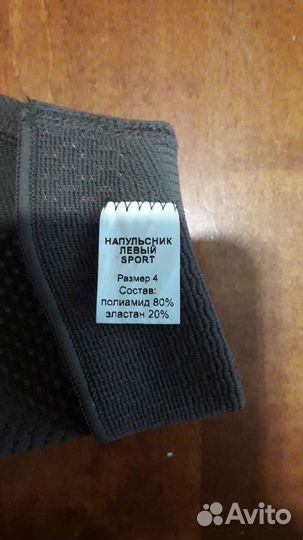 НАПУЛЬСНИК
ЛЕВЫЙ
SPORT
Размер 4
Состав:
полиамид 80%
эластан 20%
Avito